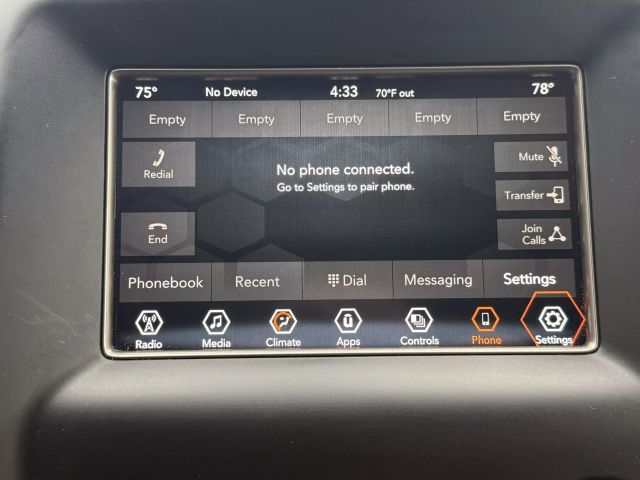 75° No Device 4:33 70°F out 78°
Empty Empty Empty Empty Empty
Redial
No phone connected.
Go to Settings to pair phone.
Mute
Transfer
End
Join
Calls
Phonebook Recent Dial Messaging Settings
Radio Media Climate Apps Controls Phone Settings